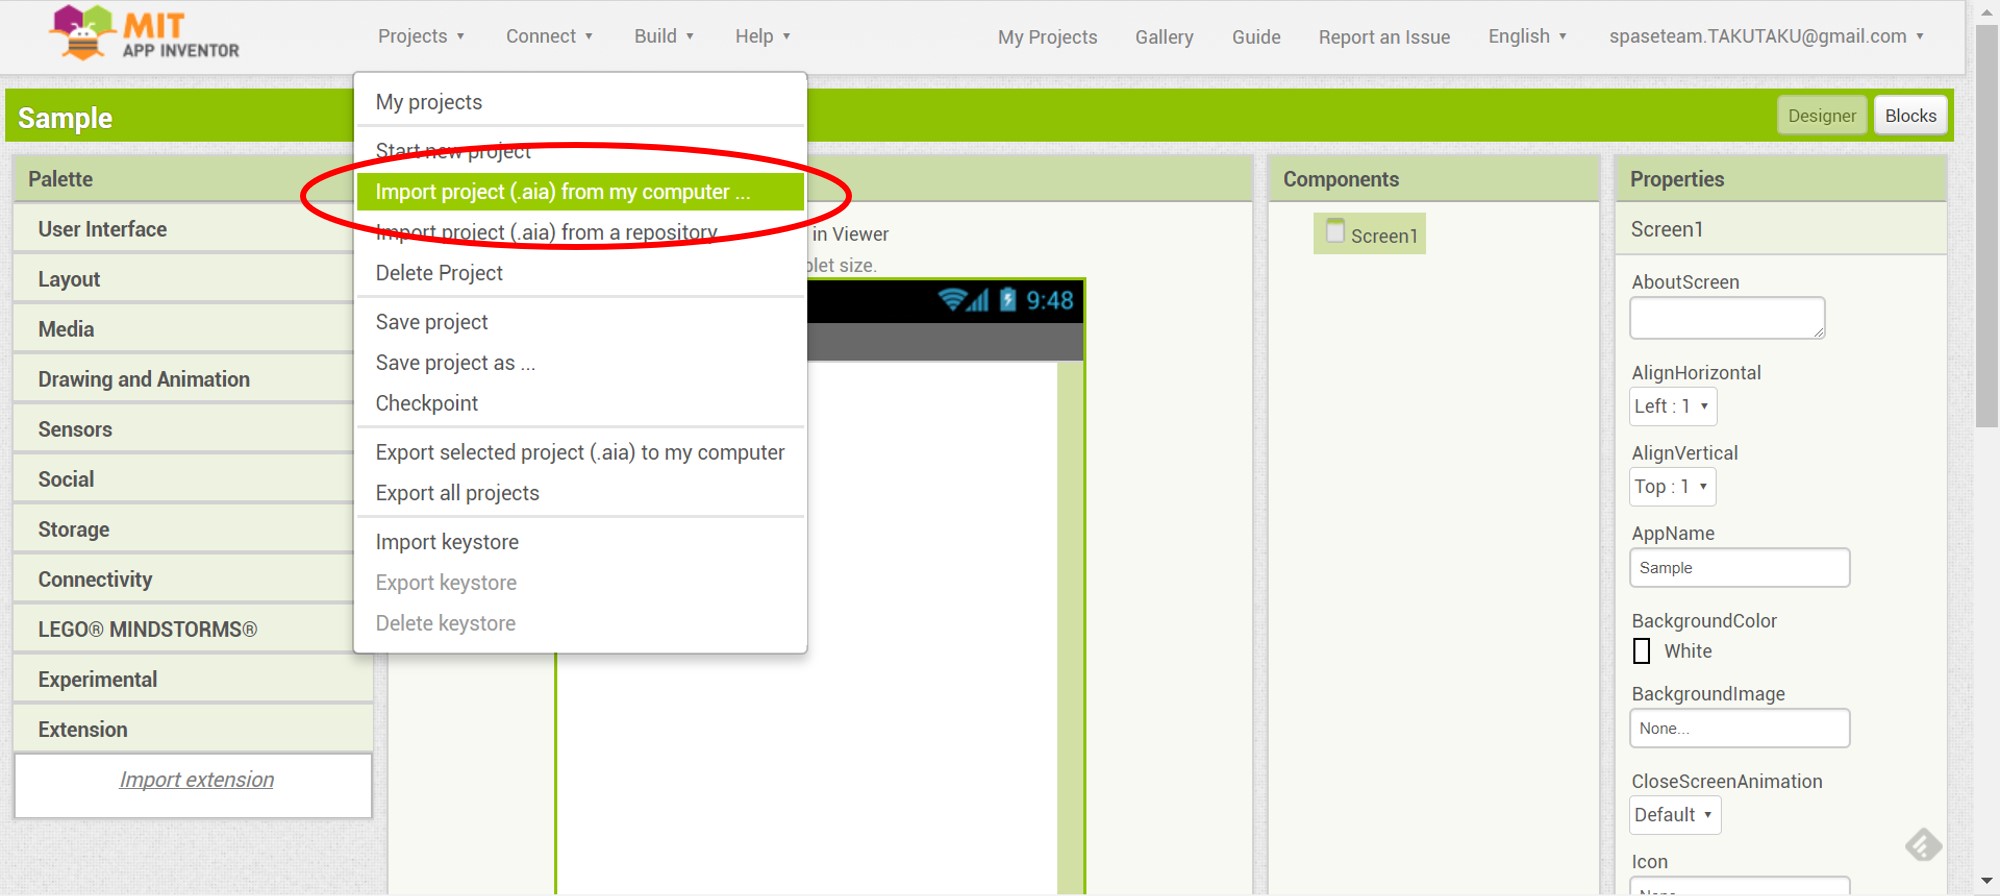 MIT
APP INVENTOR
Projects
Connect
Build
Help
My Projects
Gallery
Guide
Report an Issue
English
spaseteam.TAKUTAKU@gmail.com
Sample
Designer
Blocks
My projects
Start new project
Import project (.aia) from my computer ...
Import project (.aia) from a repository
Delete Project
Save project
Save project as ...
Checkpoint
Export selected project (.aia) to my computer
Export all projects
Import keystore
Export keystore
Delete keystore
Palette
User Interface
Layout
Media
Drawing and Animation
Sensors
Social
Storage
Connectivity
LEGO® MINDSTORMS®
Experimental
Extension
Import extension
in Viewer
size.
9:48
Components
Screen1
Properties
Screen1
AboutScreen
AlignHorizontal
Left : 1
AlignVertical
Top : 1
AppName
Sample
BackgroundColor
White
BackgroundImage
None...
CloseScreenAnimation
Default
Icon